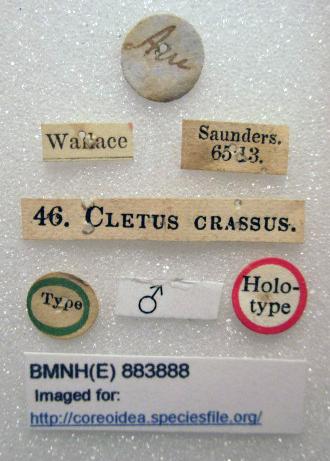 Aru
Wallace
Saunders.
65·13.
46. CLETUS CRASSUS.
Type
♂
Holo-
type
BMNH(E) 883888
Imaged for:
http://coreoidea.speciesfile.org/